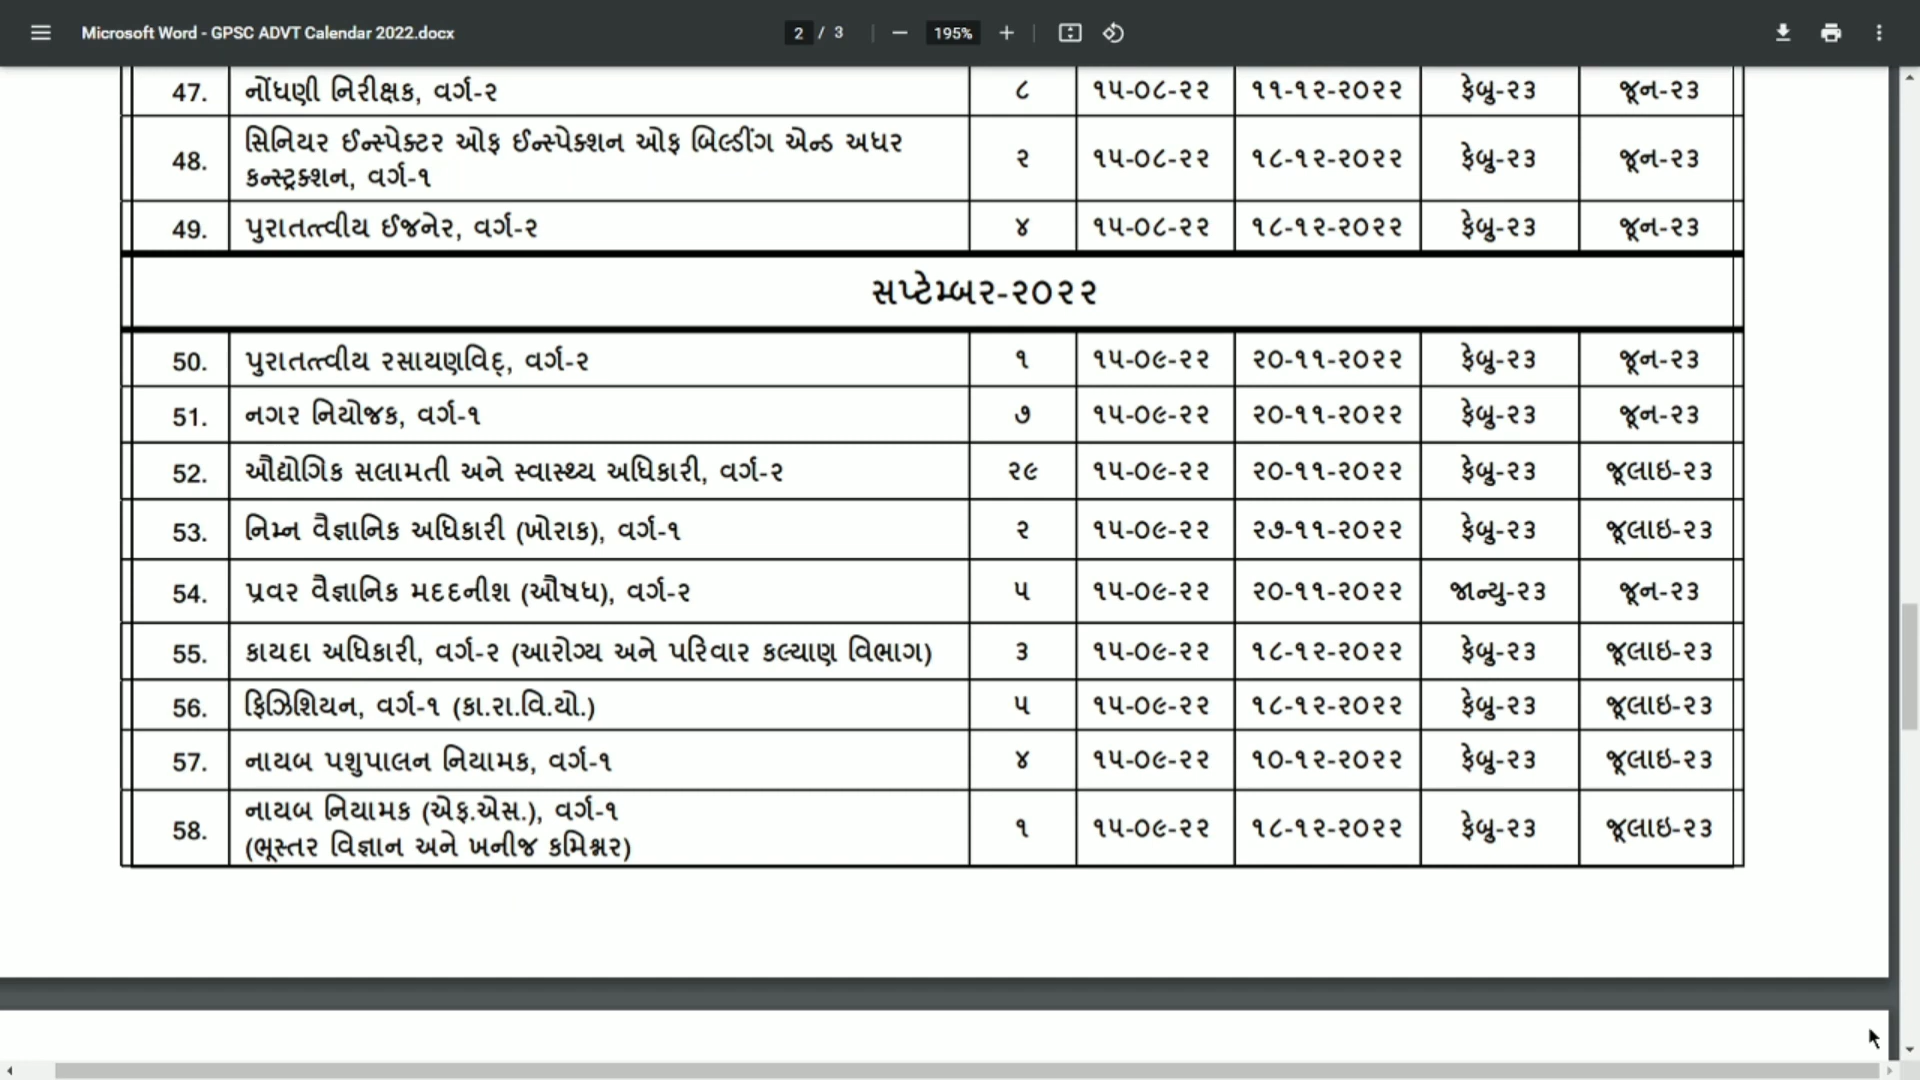 Microsoft Word - GPSC ADVT Calendar 2022.docx 2 / 3 195%
47. નોંધણી નિરીક્ષક, વર્ગ-૨ ૮ ૧૫-૦૮-૨૨ ૧૧-૧૨-૨૦૨૨ ફેબ્રુ-૨૩ જૂન-૨૩
48. સિનિયર ઈન્સ્પેક્ટર ઓફ ઈન્સ્પેક્શન ઓફ બિલ્ડીંગ એન્ડ અધર
કન્સ્ટ્રક્શન, વર્ગ-૧ ૨ ૧૫-૦૮-૨૨ ૧૮-૧૨-૨૦૨૨ ફેબ્રુ-૨૩ જૂન-૨૩
49. પુરાતત્ત્વીય ઈજનેર, વર્ગ-૨ ૪ ૧૫-૦૮-૨૨ ૧૮-૧૨-૨૦૨૨ ફેબ્રુ-૨૩ જૂન-૨૩
સપ્ટેમ્બર-૨૦૨૨
50. પુરાતત્ત્વીય રસાયણવિદ્, વર્ગ-૨ ૧ ૧૫-૦૯-૨૨ ૨૦-૧૧-૨૦૨૨ ફેબ્રુ-૨૩ જૂન-૨૩
51. નગર નિયોજક, વર્ગ-૧ ૭ ૧૫-૦૯-૨૨ ૨૦-૧૧-૨૦૨૨ ફેબ્રુ-૨૩ જૂન-૨૩
52. ઔદ્યોગિક સલામતી અને સ્વાસ્થ્ય અધિકારી, વર્ગ-૨ ૨૯ ૧૫-૦૯-૨૨ ૨૦-૧૧-૨૦૨૨ ફેબ્રુ-૨૩ જૂલાઇ-૨૩
53. નિમ્ન વૈજ્ઞાનિક અધિકારી (ખોરાક), વર્ગ-૧ ૨ ૧૫-૦૯-૨૨ ૨૭-૧૧-૨૦૨૨ ફેબ્રુ-૨૩ જૂલાઇ-૨૩
54. પ્રવર વૈજ્ઞાનિક મદદનીશ (ઔષધ), વર્ગ-૨ ૫ ૧૫-૦૯-૨૨ ૨૦-૧૧-૨૦૨૨ જાન્યુ-૨૩ જૂન-૨૩
55. કાયદા અધિકારી, વર્ગ-૨ (આરોગ્ય અને પરિવાર કલ્યાણ વિભાગ) ૩ ૧૫-૦૯-૨૨ ૧૮-૧૨-૨૦૨૨ ફેબ્રુ-૨૩ જૂલાઇ-૨૩
56. ફિઝિશિયન, વર્ગ-૧ (કા.રા.વિ.યો.) ૫ ૧૫-૦૯-૨૨ ૧૮-૧૨-૨૦૨૨ ફેબ્રુ-૨૩ જૂલાઇ-૨૩
57. નાયબ પશુપાલન નિયામક, વર્ગ-૧ ૪ ૧૫-૦૯-૨૨ ૧૦-૧૨-૨૦૨૨ ફેબ્રુ-૨૩ જૂલાઇ-૨૩
58. નાયબ નિયામક (એફ.એસ.), વર્ગ-૧
(ભૂસ્તર વિજ્ઞાન અને ખનીજ કમિશ્નર) ૧ ૧૫-૦૯-૨૨ ૧૮-૧૨-૨૦૨૨ ફેબ્રુ-૨૩ જૂલાઇ-૨૩